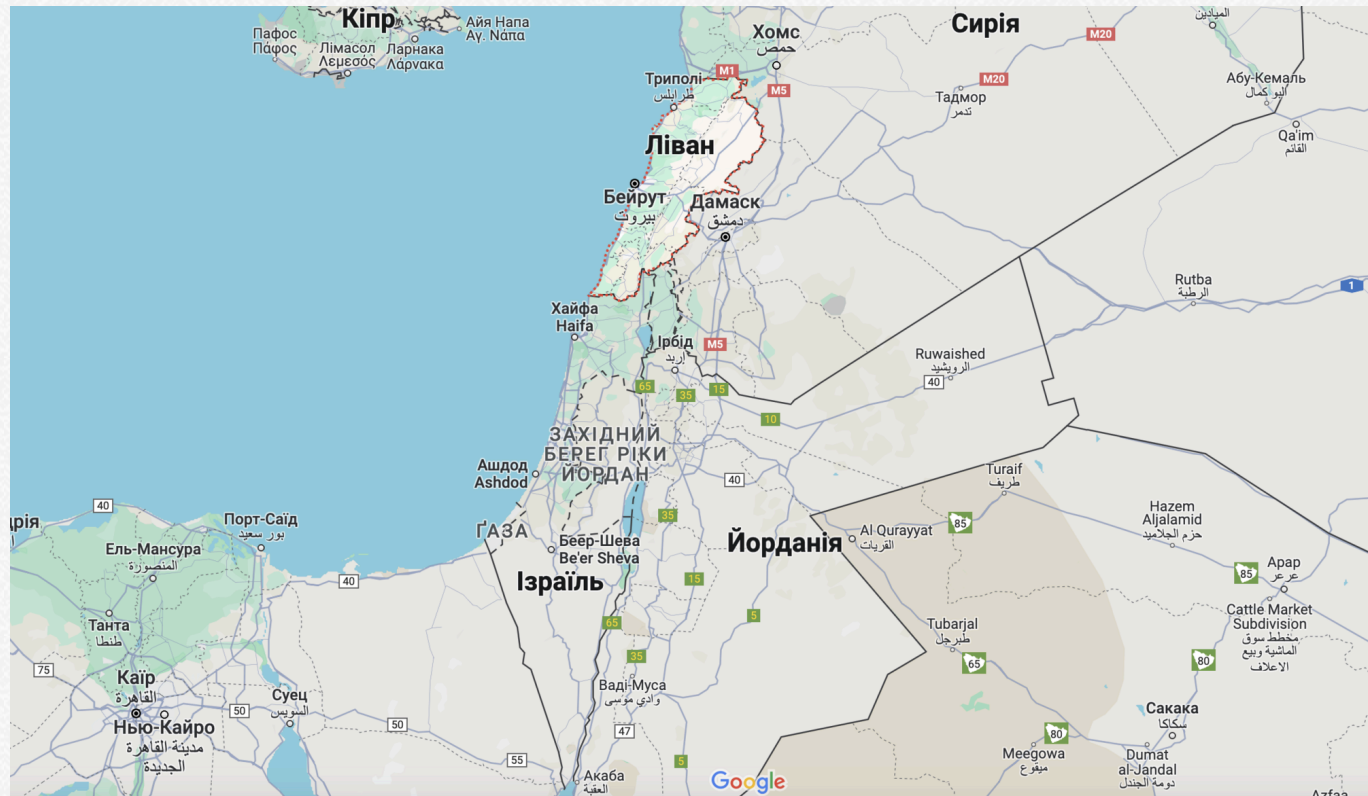 Кіпр
Айя Напа
Αγ. Νάπα
Пафос
Πάφος
Лімасол
Λεμεσός
Ларнака
Λάρνακα
Хомс
حمص
Сирія
M20
الميادين
M1
M5
M20
Триполі
طرابلس
Тадмор
تدمر
Абу-Кемаль
البو كمال
Qa'im
القائم
Ліван
Бейрут
بيروت
Дамаск
دمشق
Rutba
الرطبة
1
Хайфа
Haifa
Ірбід
إربد
M5
Ruwaished
الرويشيد
40
65
35
15
10
ЗАХІДНИЙ
БЕРЕГ РІКИ
ЙОРДАН
Ашдод
Ashdod
40
Turaif
طريف
40
дрія
Порт-Саїд
بور سعيد
ҐАЗА
35
Al Qurayyat
القريات
85
Hazem
Aljalamid
حزم الجلاميد
Ель-Мансура
المنصورة
Беер-Шева
Be'er Sheva
Йорданія
40
Ізраїль
15
85
Арар
عرعر
Танта
طنطا
65
5
Tubarjal
طبرجل
Cattle Market
Subdivision
مخطط سوق
الماشية وبيع
الاعلاف
75
35
65
80
Каїр
القاهرة
Суец
السويس
Ваді-Муса
وادي موسى
50
50
47
Нью-Кайро
مدينة القاهرة
الجديدة
Сакака
سكاكا
80
55
5
Meegowa
ميقوع
Dumat
al-Jandal
دومة الجندل
Акаба
العقبة
Google